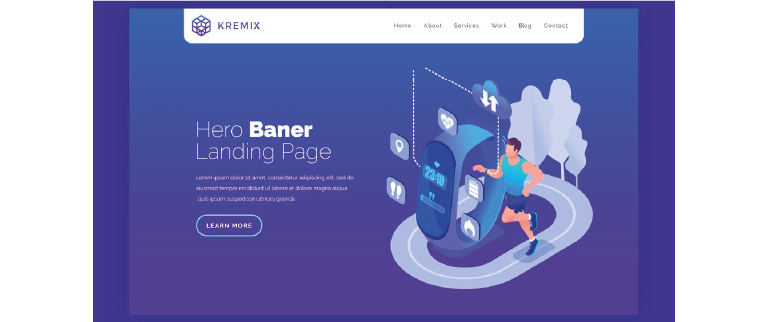 KREMIX
Home About Services Work Blog Contact
Hero Baner
Landing Page
Lorem ipsum dolor sit amet, consectetur adipiscing elit, sed do
eiusmod tempor incididunt ut labore et dolore magna aliqua.
.quis ipsum suspedisse ultrices gravida
LEARN MORE
23:10